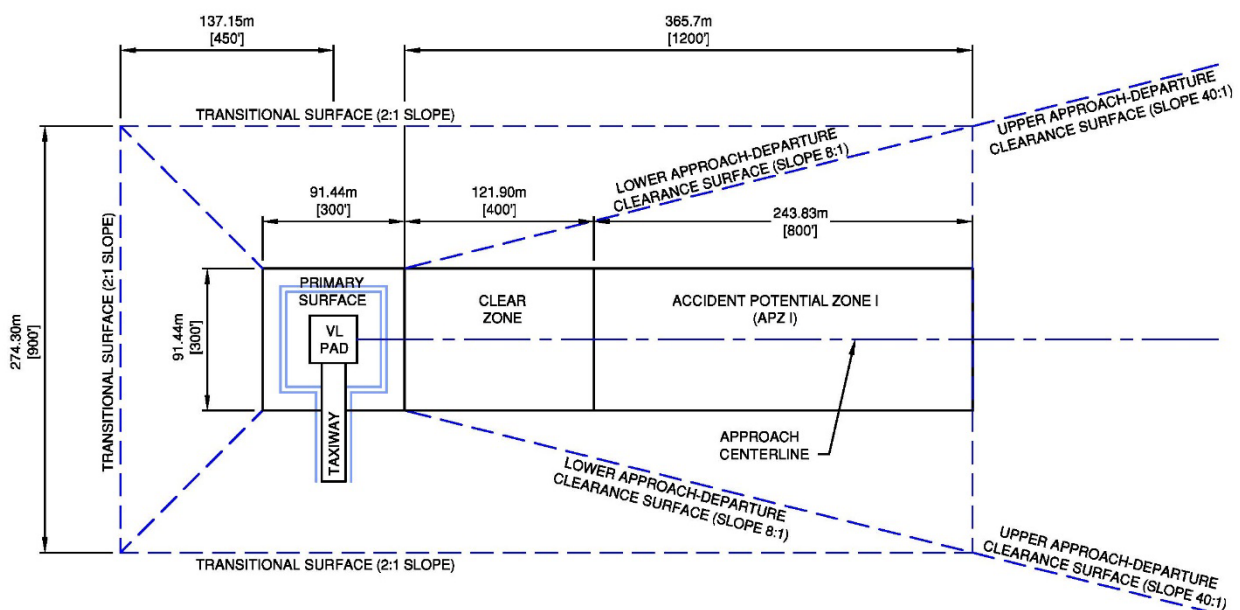 137.15m
[450']
365.7m
[1200']
TRANSITIONAL SURFACE (2:1 SLOPE)
LOWER APPROACH-DEPARTURE
CLEARANCE SURFACE (SLOPE 8:1)
UPPER APPROACH-DEPARTURE
CLEARANCE SURFACE (SLOPE 40:1)
91.44m
[300']
121.90m
[400']
243.83m
[800']
274.30m
[900']
TRANSITIONAL SURFACE (2:1 SLOPE)
91.44m
[300']
PRIMARY
SURFACE
VL
PAD
TAXIWAY
CLEAR
ZONE
ACCIDENT POTENTIAL ZONE I
(APZ I)
APPROACH
CENTERLINE
LOWER APPROACH-DEPARTURE
CLEARANCE SURFACE (SLOPE 8:1)
UPPER APPROACH-DEPARTURE
CLEARANCE SURFACE (SLOPE 40:1)
TRANSITIONAL SURFACE (2:1 SLOPE)